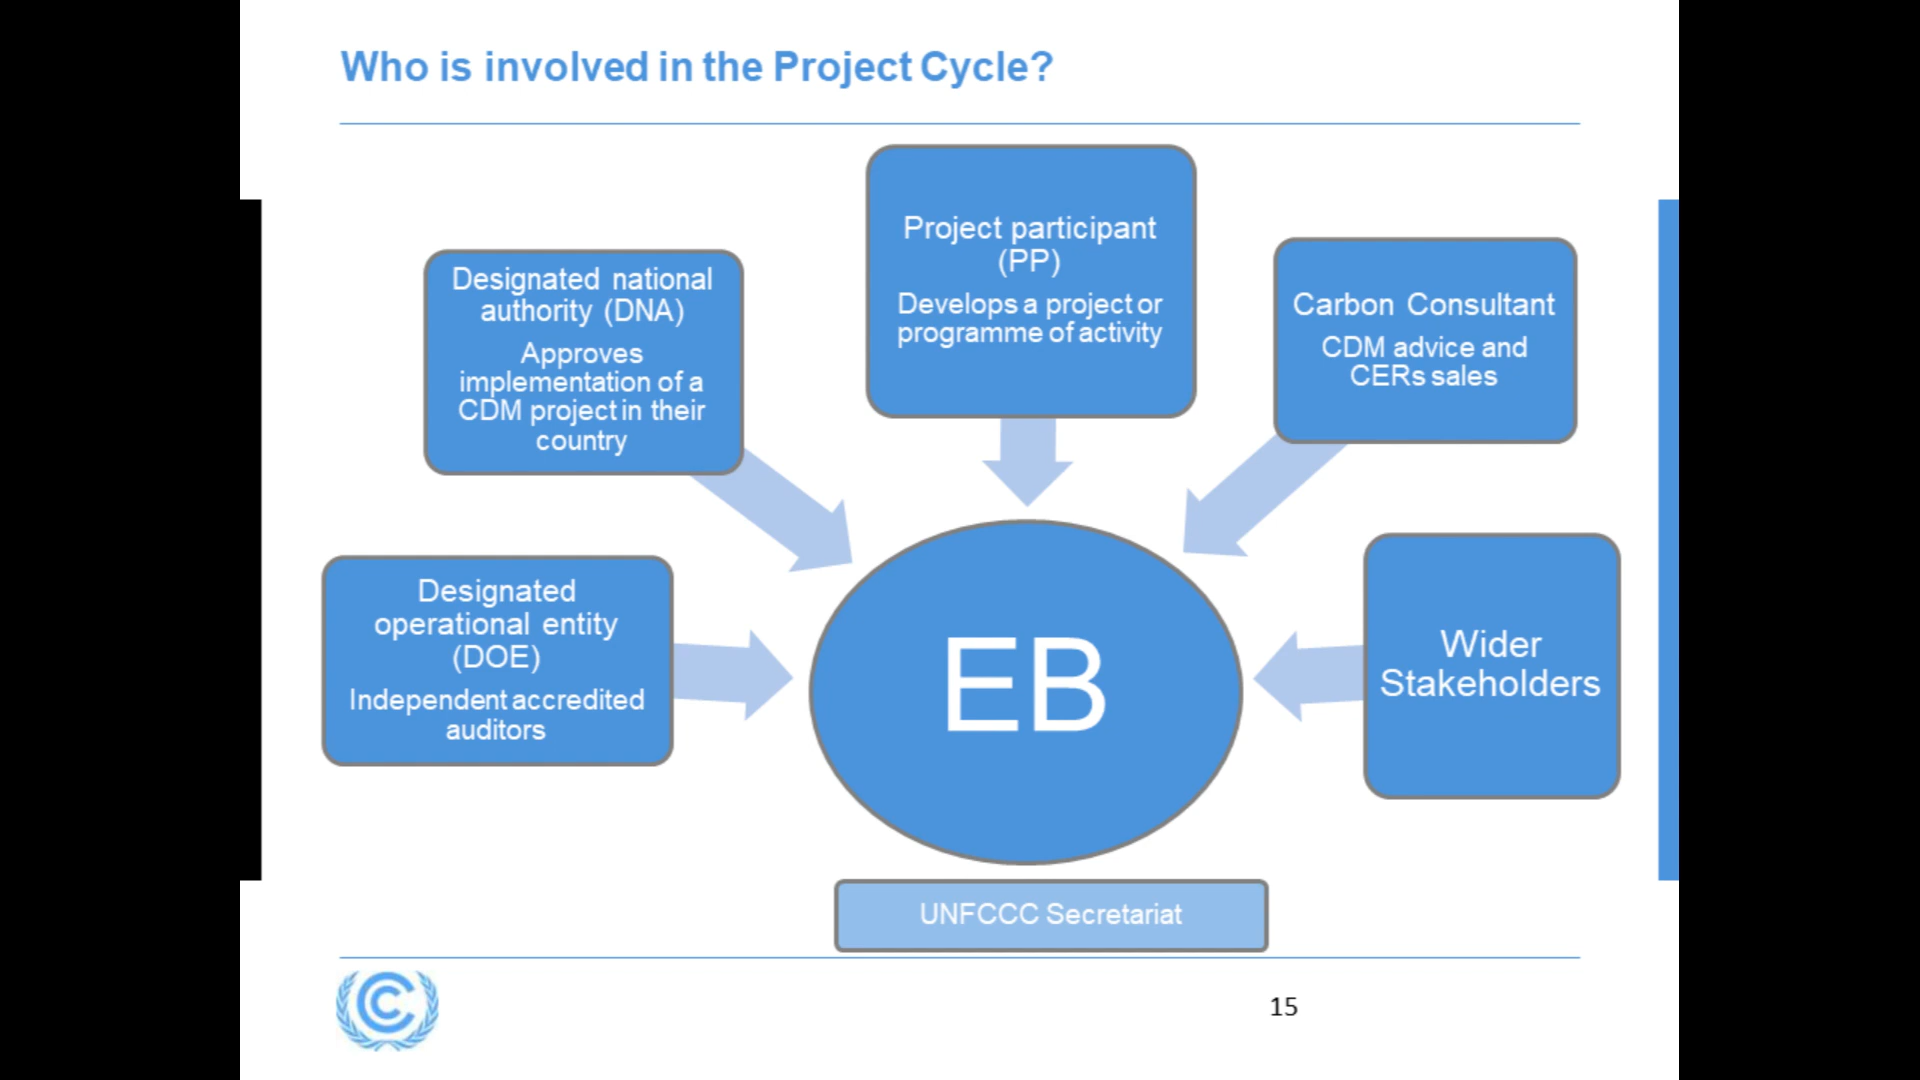 Who is involved in the Project Cycle?
Project participant
(PP)
Develops a project or
programme of activity
Designated national
authority (DNA)
Approves
implementation of a
CDM project in their
country
Carbon Consultant
CDM advice and
CERs sales
Designated
operational entity
(DOE)
Independent accredited
auditors
EB
Wider
Stakeholders
UNFCCC Secretariat
15